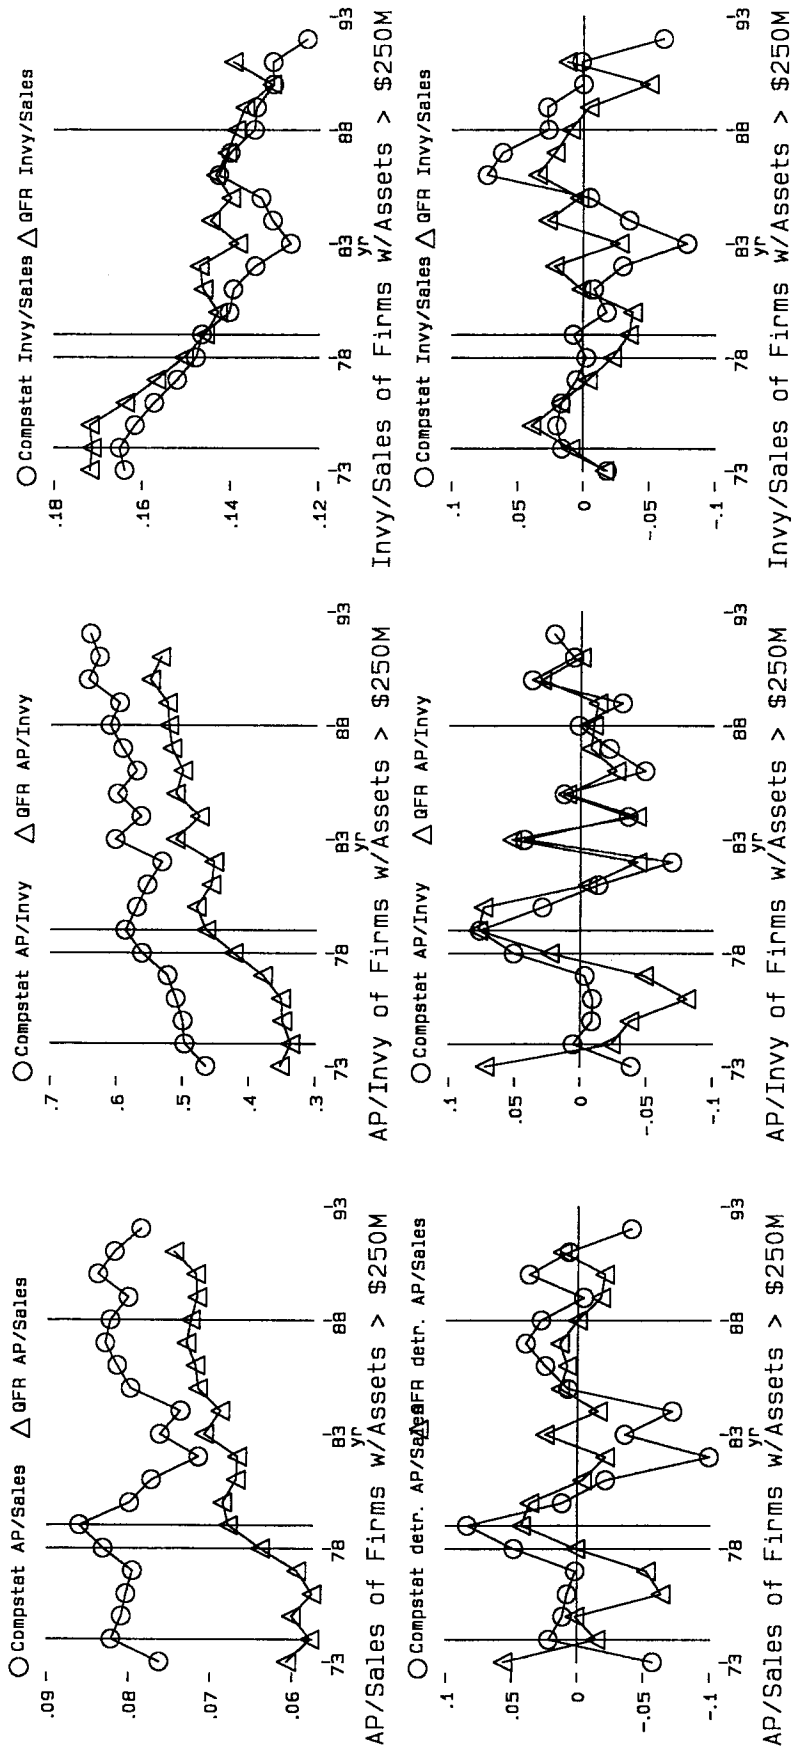 ○ Compstat AP/Sales △ QFR AP/Sales
.09
.08
.07
.06
73 78 83 88 93
yr
AP/Sales of Firms w/Assets > $250M
○ Compstat AP/Invy △ QFR AP/Invy
.7
.6
.5
.4
.3
73 78 83 88 93
yr
AP/Invy of Firms w/Assets > $250M
○ Compstat Invy/Sales △ QFR Invy/Sales
.18
.16
.14
.12
73 78 83 88 93
yr
Invy/Sales of Firms w/Assets > $250M
○ Compstat detr. AP/Sales △ QFR detr. AP/Sales
.1
.05
0
-.05
-.1
73 78 83 88 93
yr
AP/Sales of Firms w/Assets > $250M
○ Compstat AP/Invy △ QFR AP/Invy
.1
.05
0
-.05
-.1
73 78 83 88 93
yr
AP/Invy of Firms w/Assets > $250M
○ Compstat Invy/Sales △ QFR Invy/Sales
.1
.05
0
-.05
-.1
73 78 83 88 93
yr
Invy/Sales of Firms w/Assets > $250M